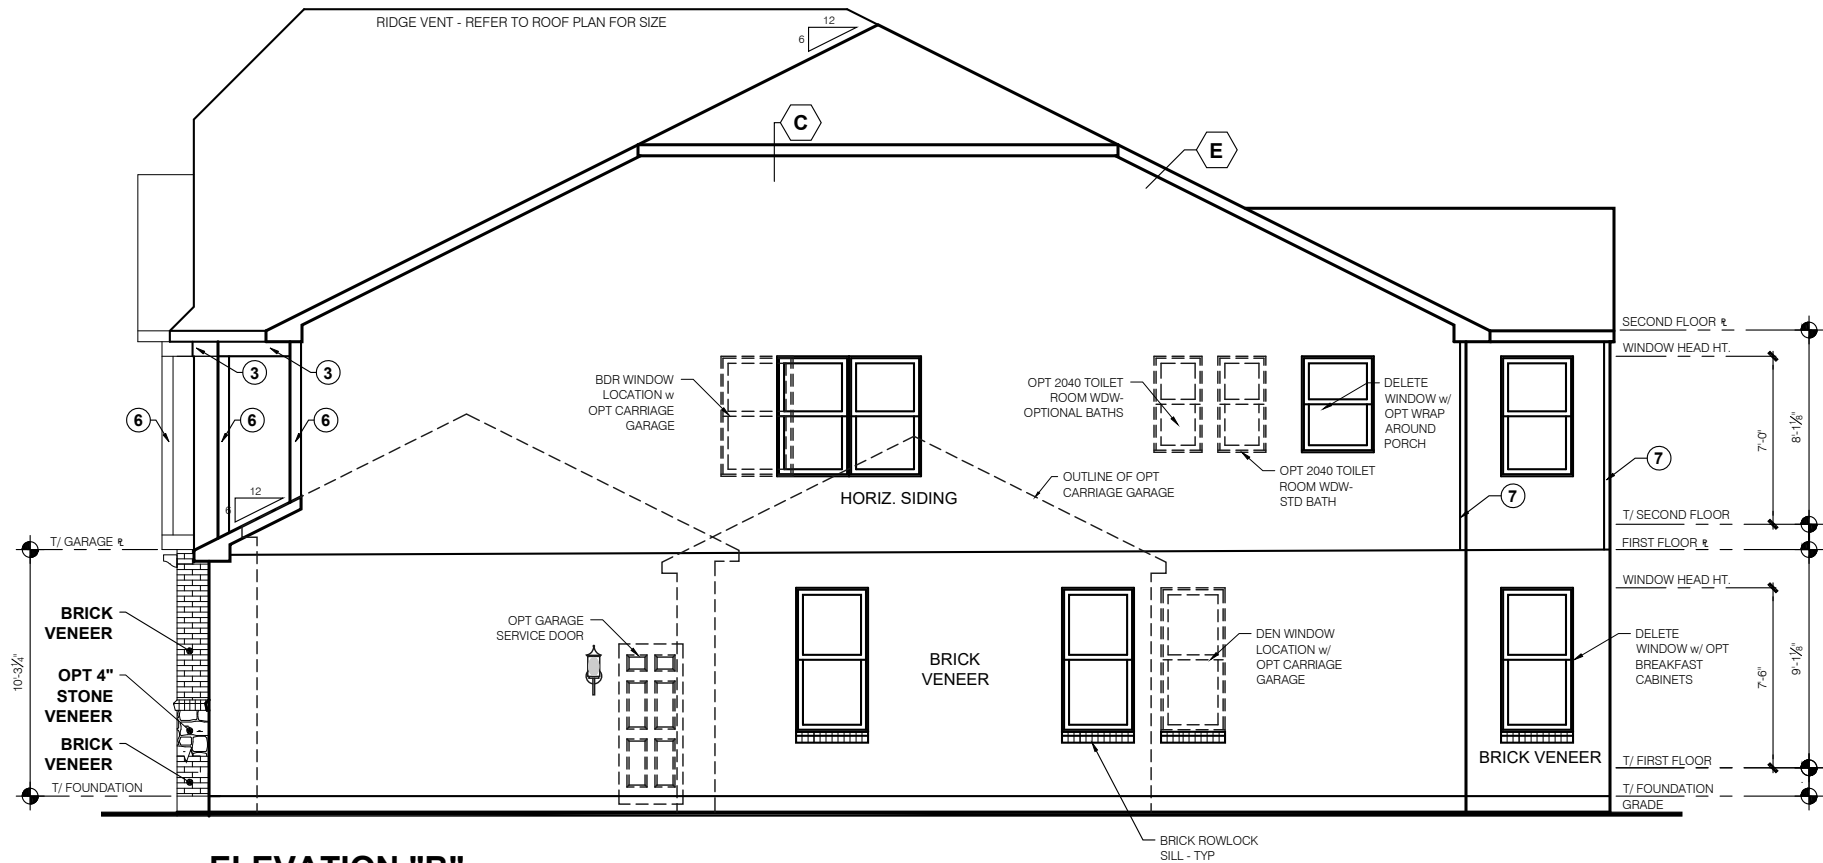 RIDGE VENT - REFER TO ROOF PLAN FOR SIZE
12
6
C
E
SECOND FLOOR ⅊
WINDOW HEAD HT.
3
3
6
6
6
BDR WINDOW
LOCATION w
OPT CARRIAGE
GARAGE
OPT 2040 TOILET
ROOM WDW-
OPTIONAL BATHS
DELETE
WINDOW w/
OPT WRAP
AROUND
PORCH
7'-0"
8'-1⅛"
7
7
OPT 2040 TOILET
ROOM WDW-
STD BATH
OUTLINE OF OPT
CARRIAGE GARAGE
HORIZ. SIDING
12
6
T/ SECOND FLOOR
T/ GARAGE ⅊
FIRST FLOOR ⅊
WINDOW HEAD HT.
BRICK
VENEER
OPT GARAGE
SERVICE DOOR
BRICK
VENEER
DEN WINDOW
LOCATION w/
OPT CARRIAGE
GARAGE
DELETE
WINDOW w/ OPT
BREAKFAST
CABINETS
10'-3¼"
7'-6"
9'-1⅛"
OPT 4"
STONE
VENEER
BRICK
VENEER
BRICK VENEER
T/ FIRST FLOOR
T/ FOUNDATION
T/ FOUNDATION
GRADE
BRICK ROWLOCK
SILL - TYP
ELEVATION "B"